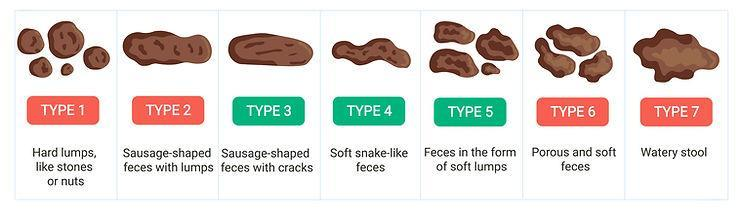 TYPE 1
Hard lumps,
like stones
or nuts
TYPE 2
Sausage-shaped
feces with lumps
TYPE 3
Sausage-shaped
feces with cracks
TYPE 4
Soft snake-like
feces
TYPE 5
Feces in the form
of soft lumps
TYPE 6
Porous and soft
feces
TYPE 7
Watery stool